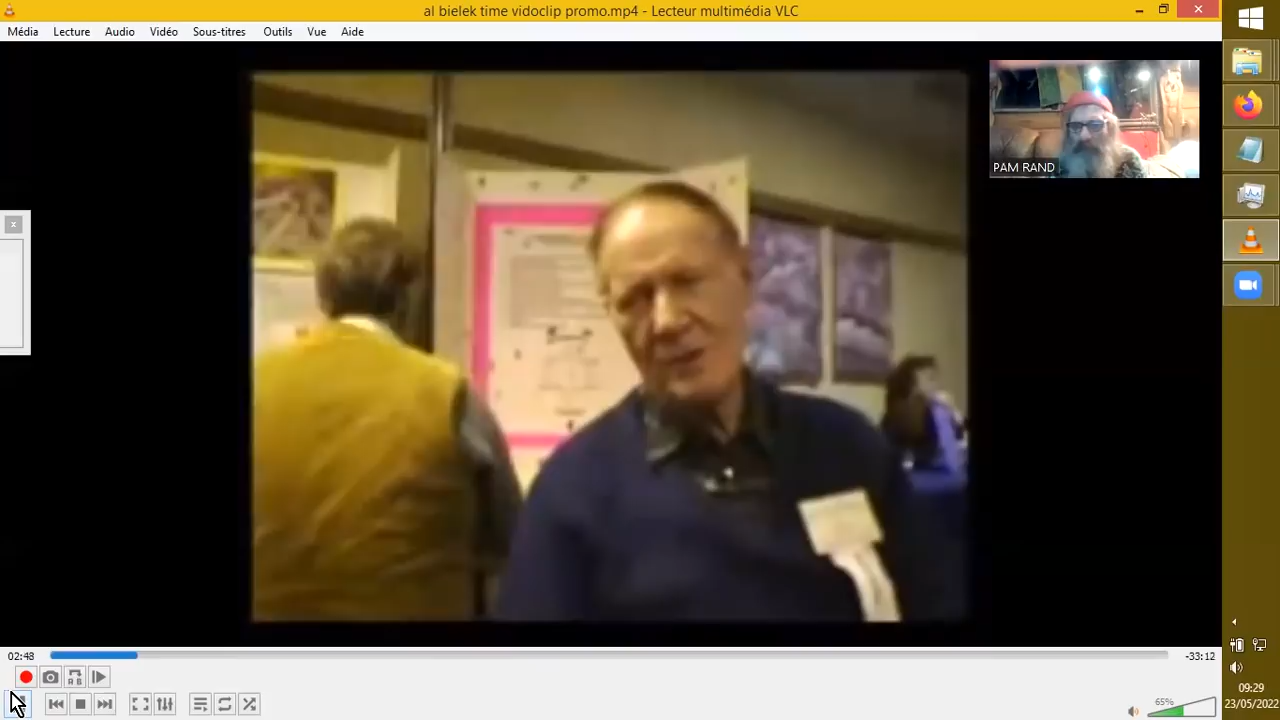 al bielek time vidoclip promo.mp4 - Lecteur multimédia VLC
Média Lecture Audio Vidéo Sous-titres Outils Vue Aide
PAM RAND
02:48
-33:12
65%
09:29
23/05/2022